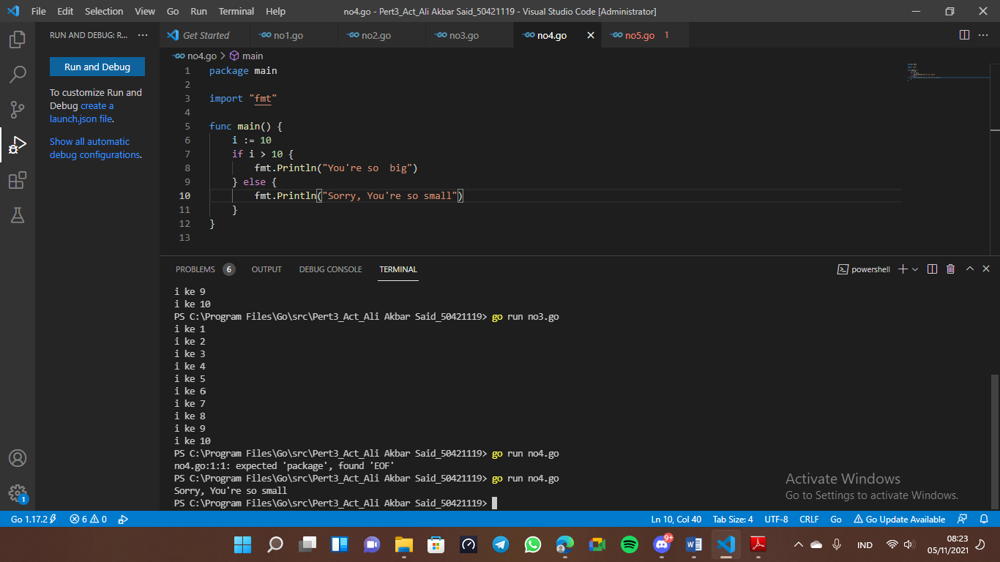 File Edit Selection View Go Run Terminal Help no4.go - Pert3_Act_Ali Akbar Said_50421119 - Visual Studio Code [Administrator]
RUN AND DEBUG: R... ···
Get Started no1.go no2.go no3.go no4.go no5.go 1
no4.go > main
Run and Debug
To customize Run and
Debug create a
launch.json file.
Show all automatic
debug configurations.
1 package main
2
3 import "fmt"
4
5 func main() {
6 i := 10
7 if i > 10 {
8 fmt.Println("You're so  big")
9 } else {
10 fmt.Println("Sorry, You're so small")
11 }
12 }
13
PROBLEMS 6 OUTPUT DEBUG CONSOLE TERMINAL powershell
i ke 9
i ke 10
PS C:\Program Files\Go\src\Pert3_Act_Ali Akbar Said_50421119> go run no3.go
i ke 1
i ke 2
i ke 3
i ke 4
i ke 5
i ke 6
i ke 7
i ke 8
i ke 9
i ke 10
PS C:\Program Files\Go\src\Pert3_Act_Ali Akbar Said_50421119> go run no4.go
no4.go:1:1: expected 'package', found 'EOF'
PS C:\Program Files\Go\src\Pert3_Act_Ali Akbar Said_50421119> go run no4.go
Sorry, You're so small
PS C:\Program Files\Go\src\Pert3_Act_Ali Akbar Said_50421119>
Activate Windows
Go to Settings to activate Windows.
1
Go 1.17.2 6 0 Ln 10, Col 40 Tab Size: 4 UTF-8 CRLF Go Go Update Available
9+ IND 08:23
05/11/2021